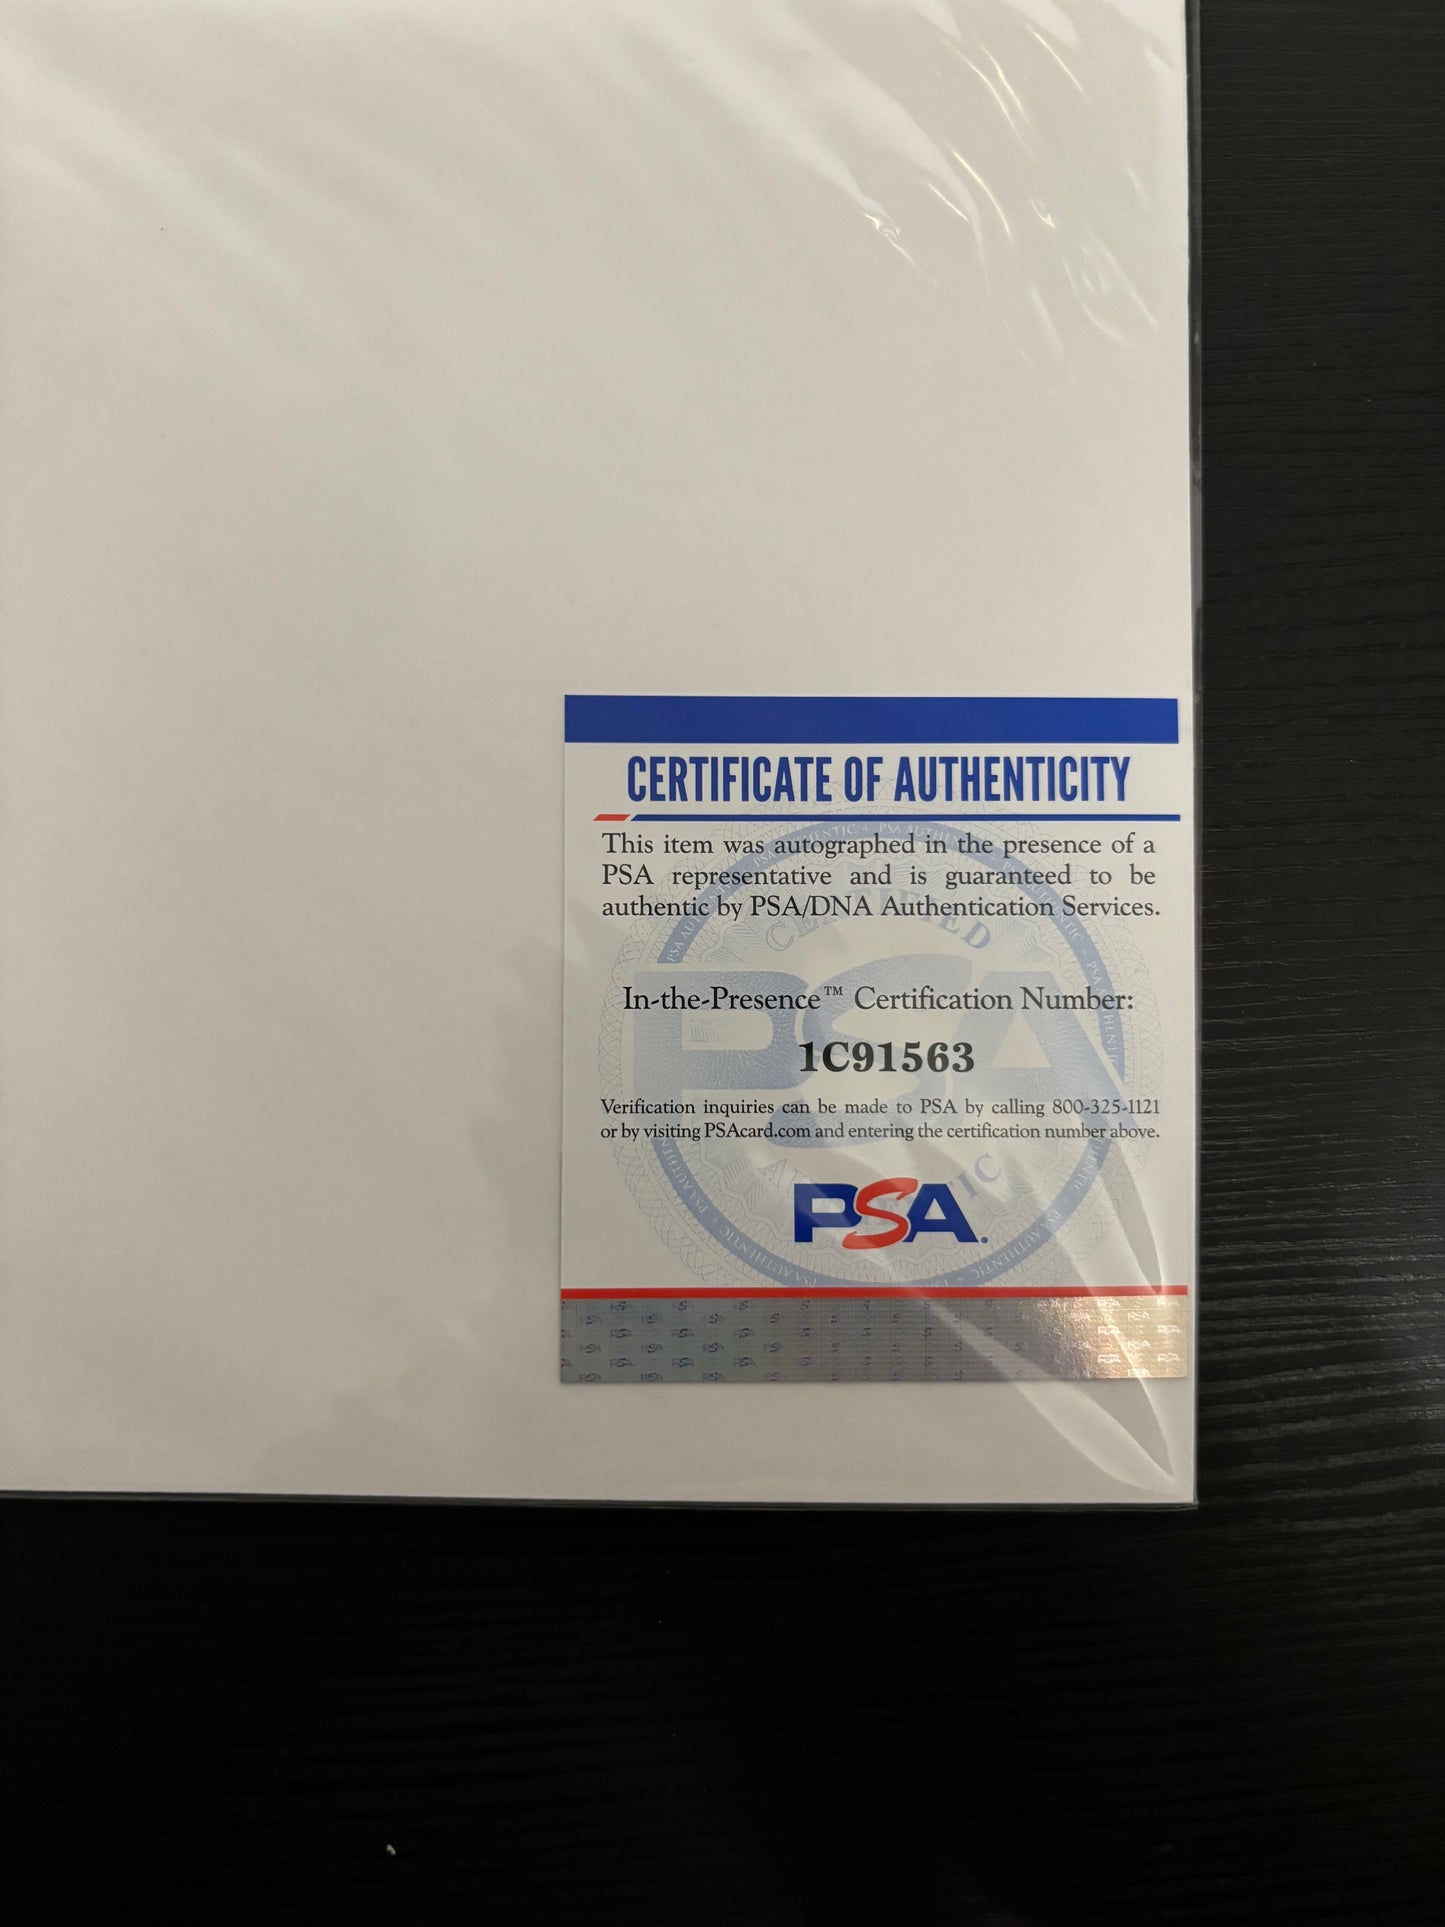 CERTIFICATE OF AUTHENTICITY
This item was autographed in the presence of a
PSA representative and is guaranteed to be
authentic by PSA/DNA Authentication Services.
In-the-Presence™ Certification Number:
1C91563
Verification inquiries can be made to PSA by calling 800-325-1121
or by visiting PSAcard.com and entering the certification number above.
PSA®